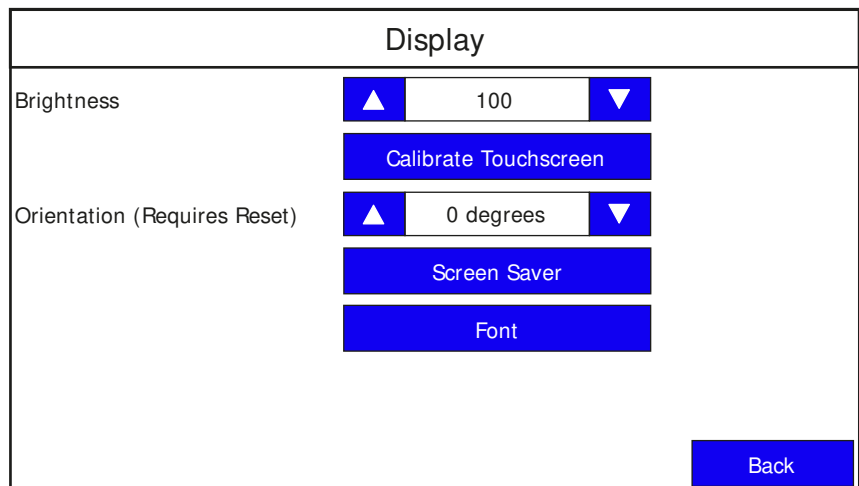 Display
Brightness 100
Calibrate Touchscreen
Orientation (Requires Reset) 0 degrees
Screen Saver
Font
Back